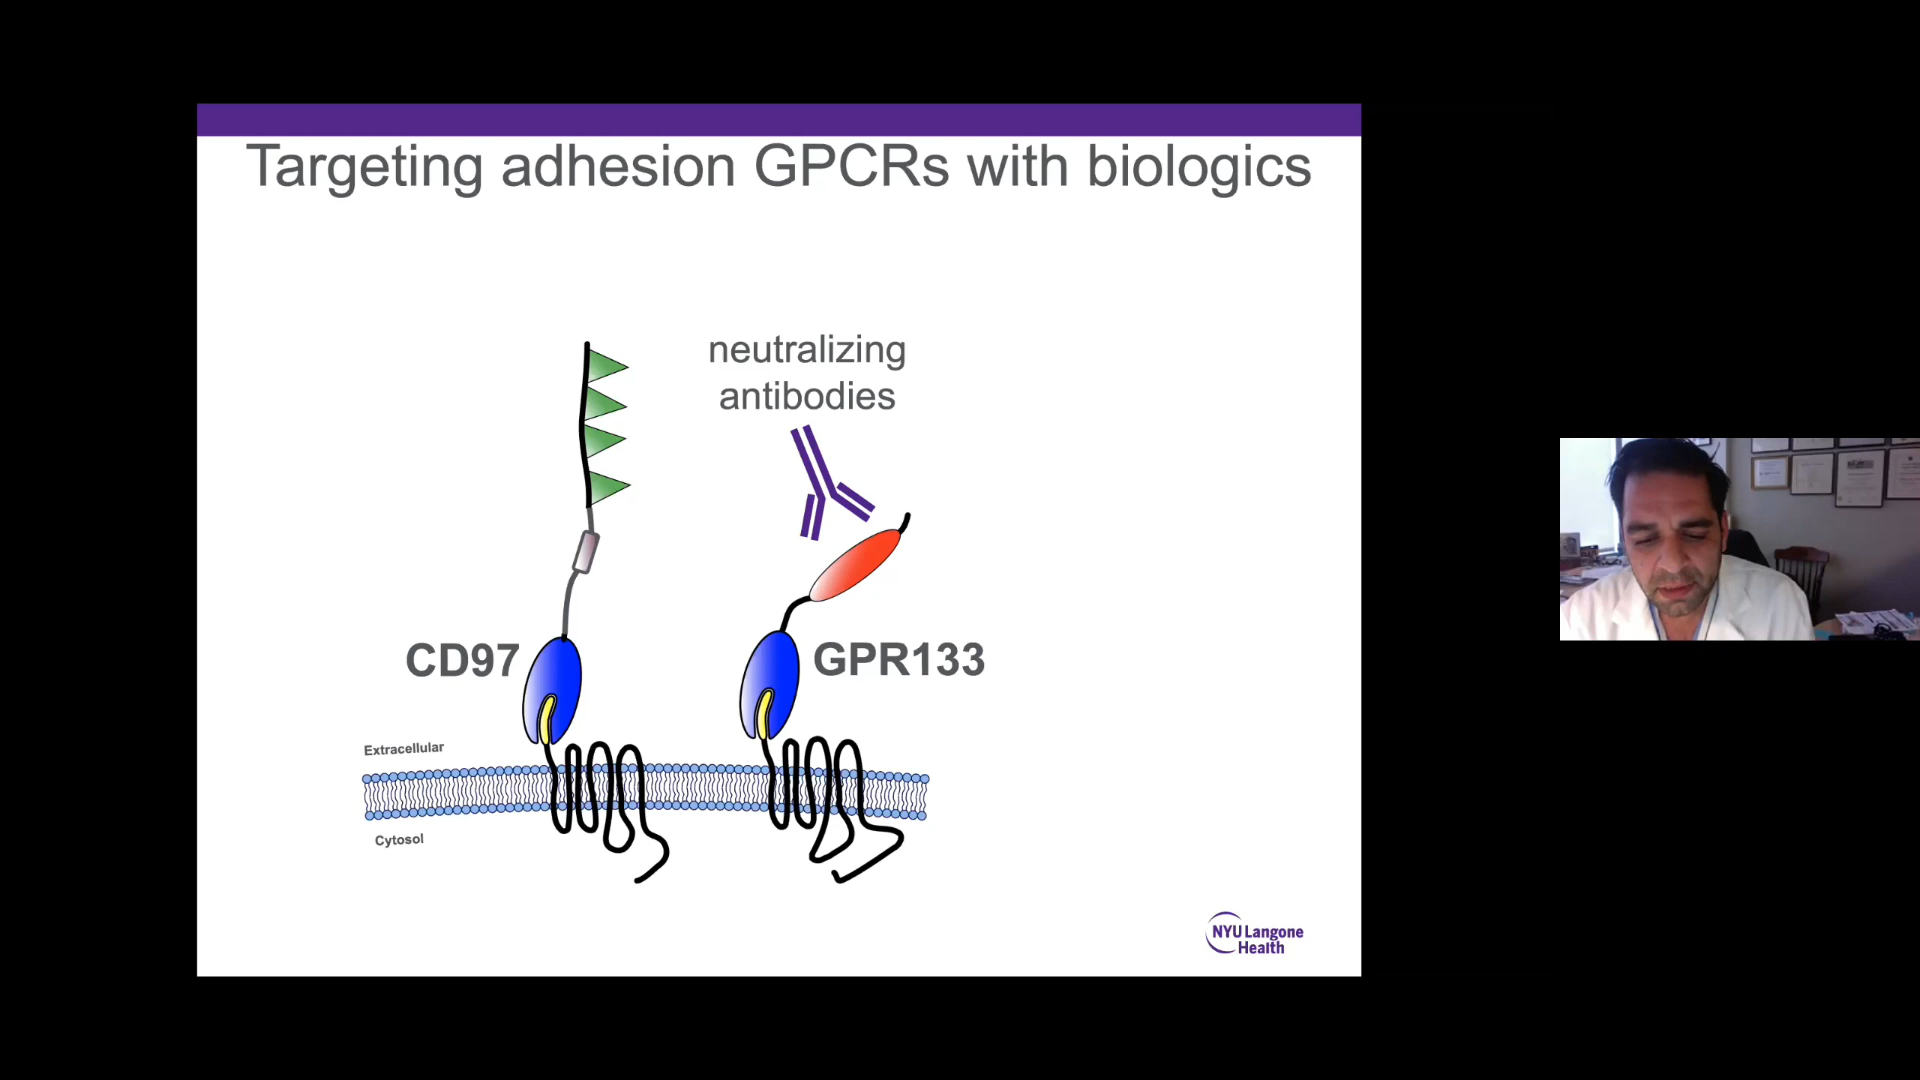 Targeting adhesion GPCRs with biologics
neutralizing
antibodies
CD97
GPR133
Extracellular
Cytosol
NYU Langone
Health